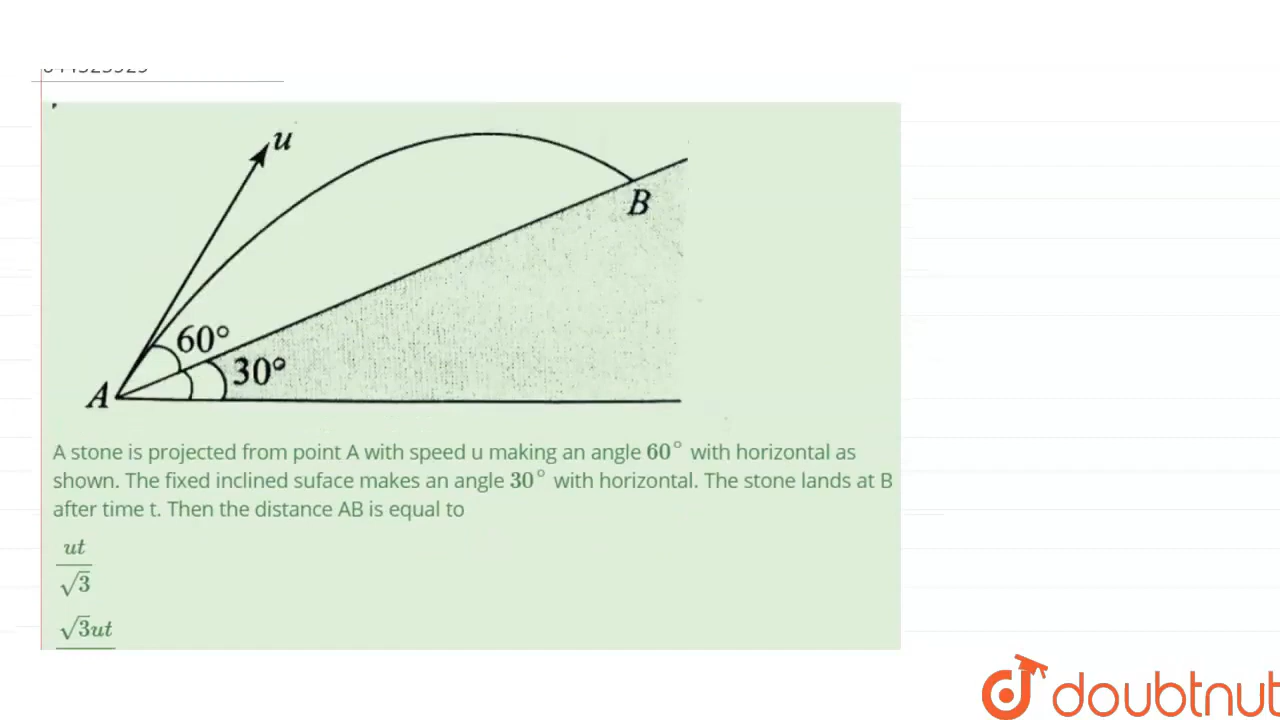 u
B
60°
30°
A
A stone is projected from point A with speed u making an angle 60° with horizontal as
shown. The fixed inclined suface makes an angle 30° with horizontal. The stone lands at B
after time t. Then the distance AB is equal to
ut
√3
√3ut
doubtnut